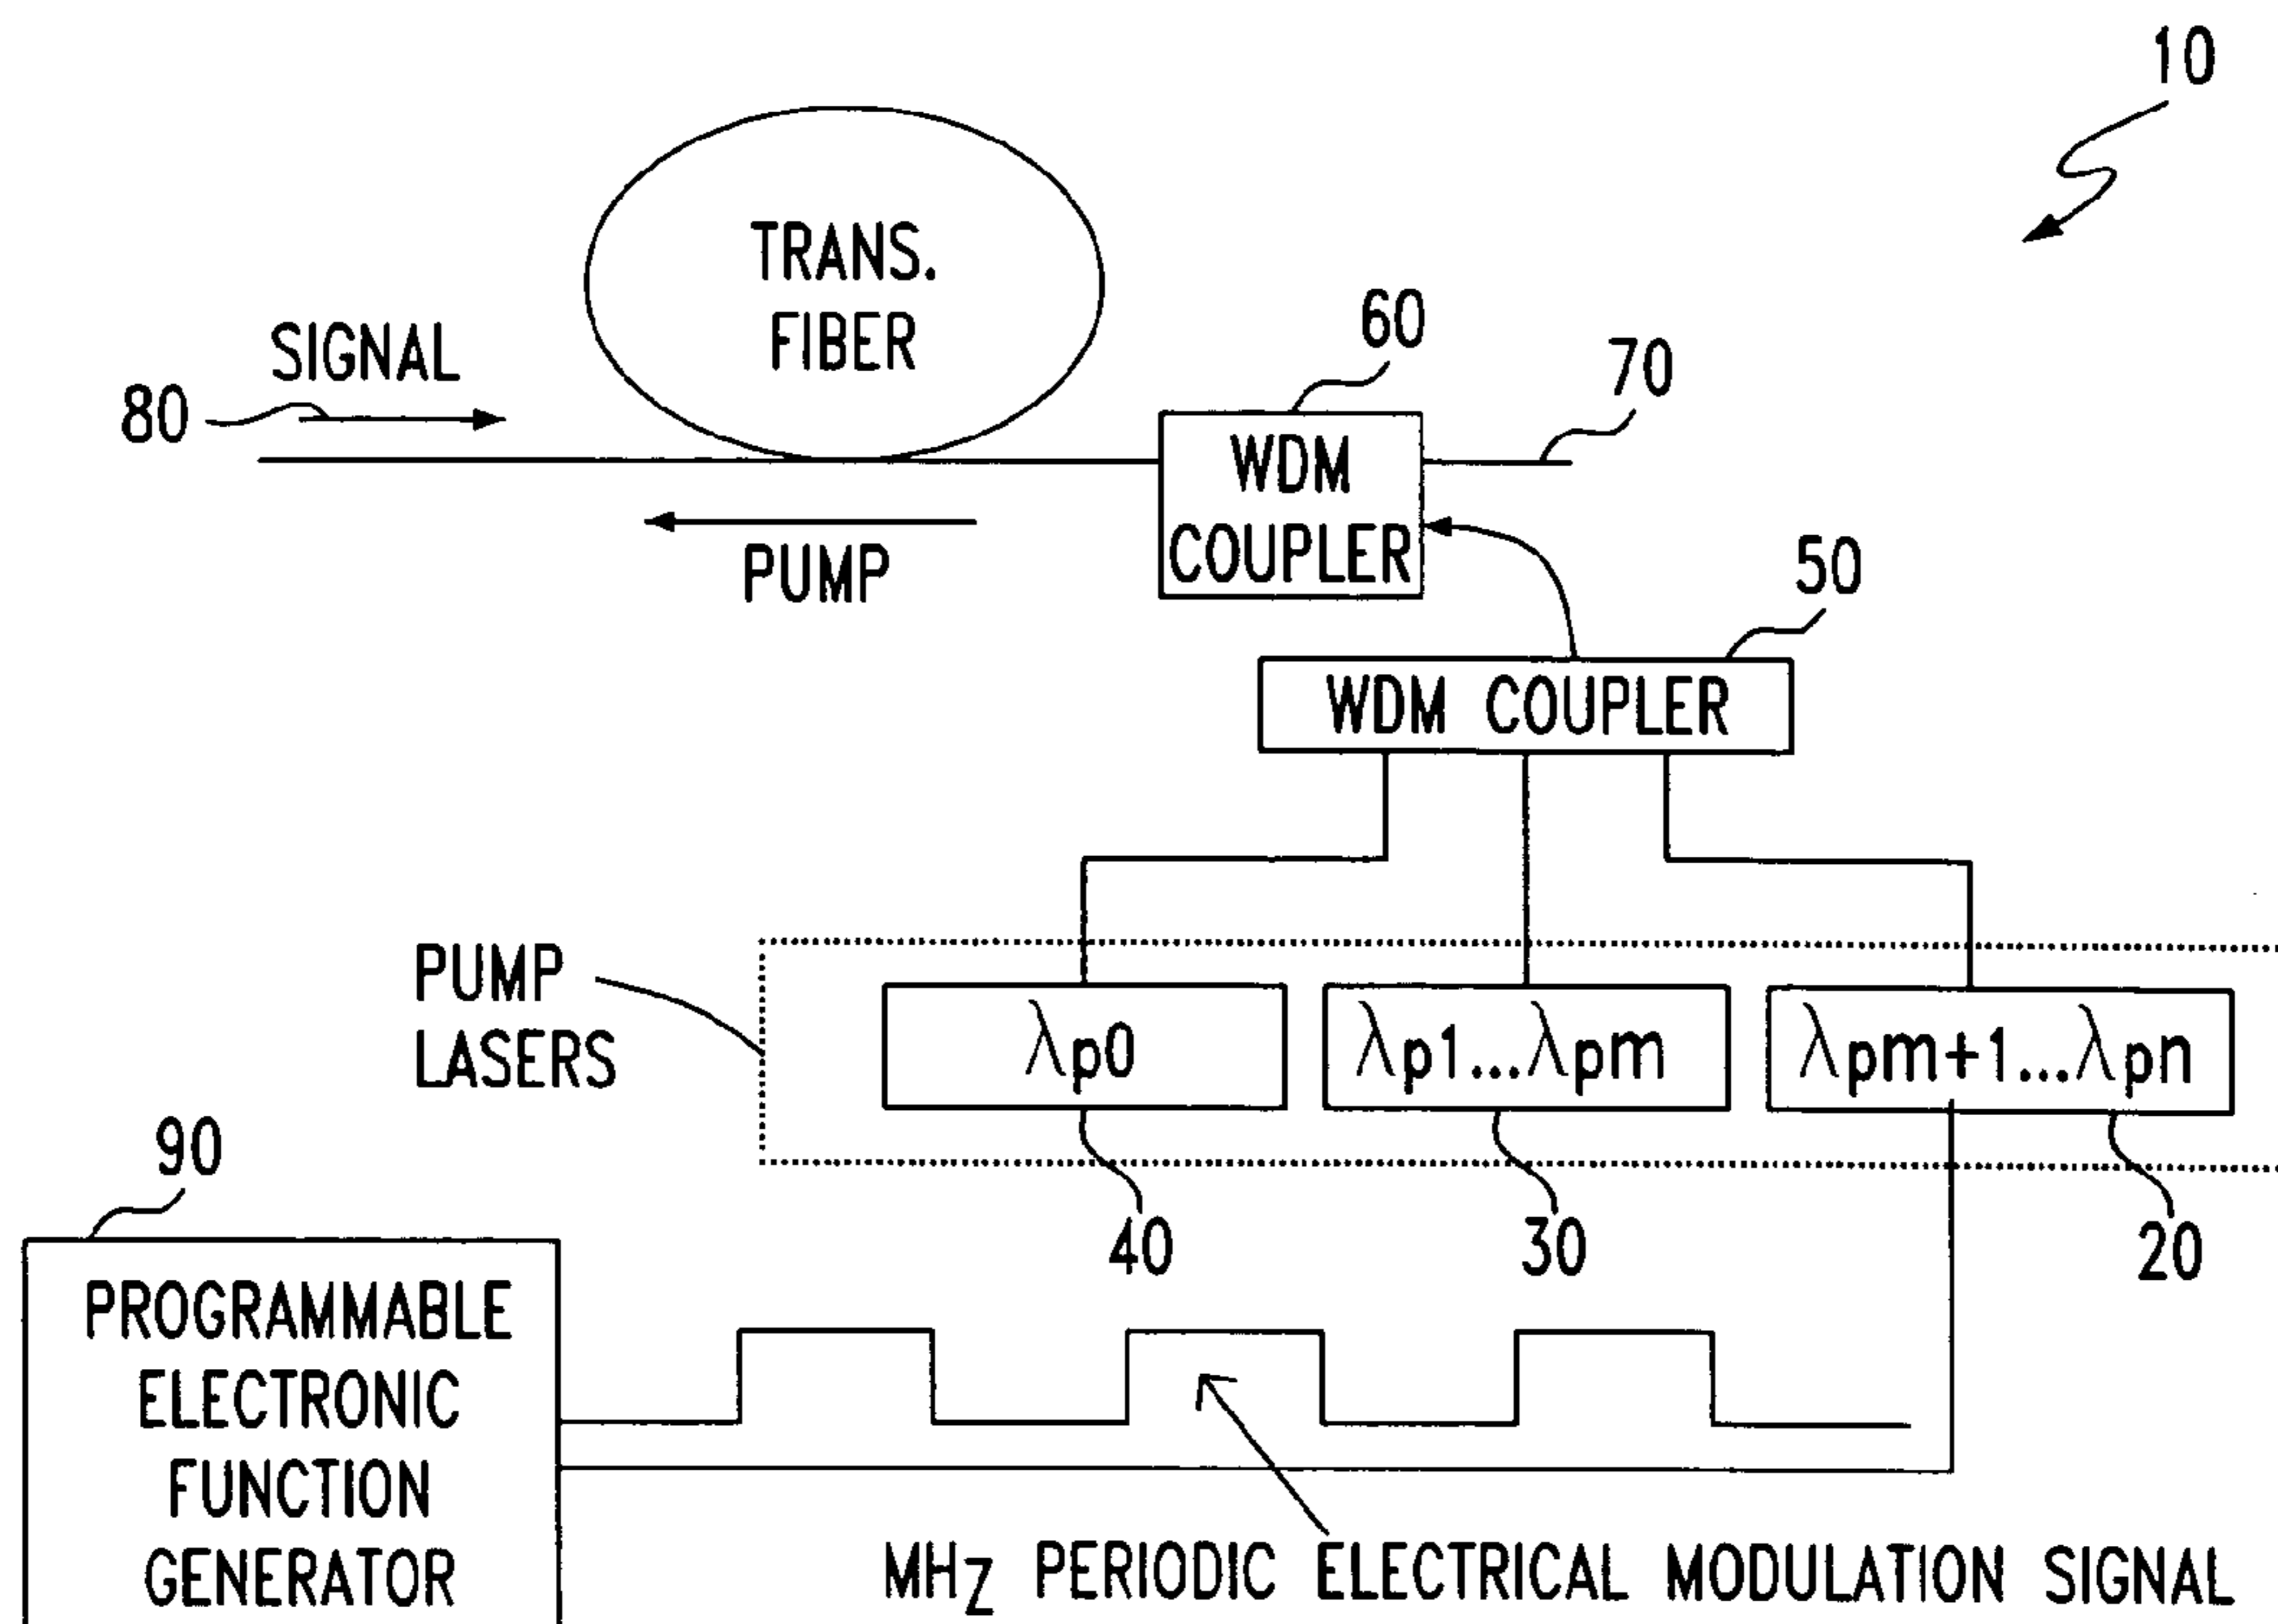 10
TRANS.
FIBER
SIGNAL
80
60
70
WDM
COUPLER
PUMP
50
WDM COUPLER
PUMP
LASERS
λp0
λp1...λpm
λpm+1...λpn
90
40
30
20
PROGRAMMABLE
ELECTRONIC
FUNCTION
GENERATOR
MHZ PERIODIC ELECTRICAL MODULATION SIGNAL